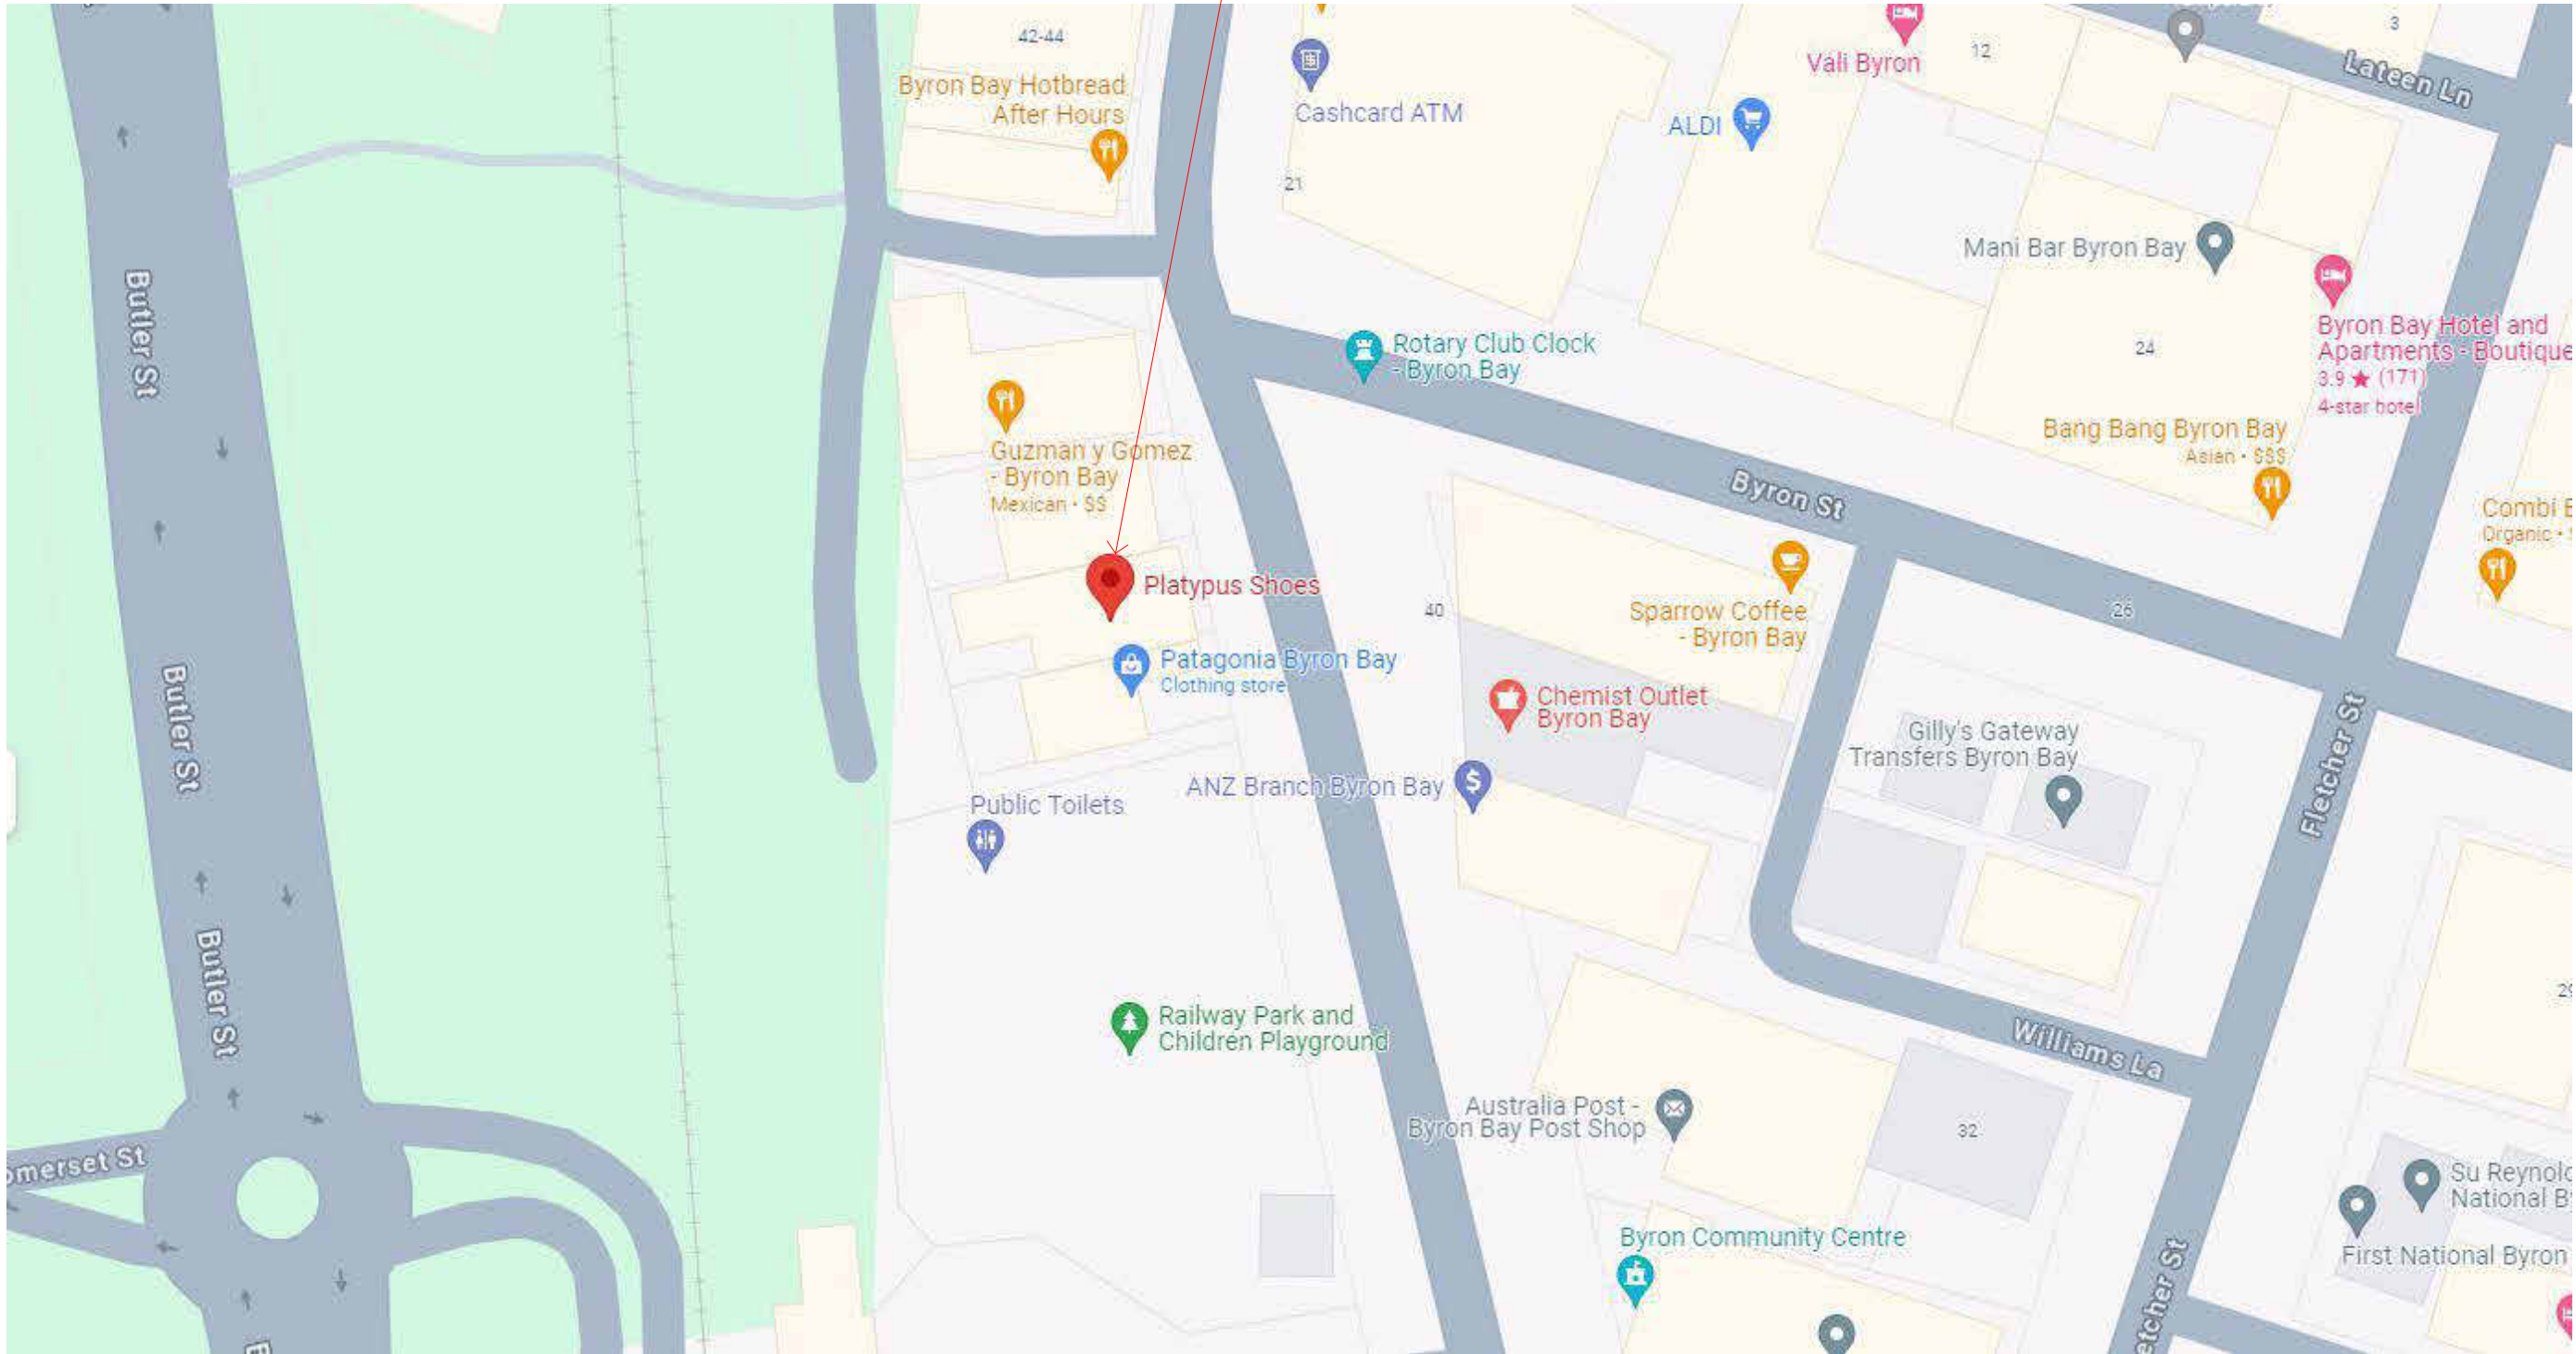 42-44
Byron Bay Hotbread
After Hours
Cashcard ATM
21
ALDI
Vali Byron
12
3
Lateen Ln
Mani Bar Byron Bay
24
Byron Bay Hotel and
Apartments - Boutique
3.9 ★ (171)
4-star hotel
Butler St
Rotary Club Clock
- Byron Bay
Guzman y Gomez
- Byron Bay
Mexican · $$
Bang Bang Byron Bay
Asian · $$$
Byron St
Combi
Organic ·
Platypus Shoes
40
Sparrow Coffee
- Byron Bay
26
Patagonia Byron Bay
Clothing store
Chemist Outlet
Byron Bay
Butler St
Gilly's Gateway
Transfers Byron Bay
Fletcher St
ANZ Branch Byron Bay
Public Toilets
Butler St
Railway Park and
Children Playground
29
Williams La
Australia Post -
Byron Bay Post Shop
32
omerset St
Su Reynol
National B
Byron Community Centre
First National Byron
etcher St